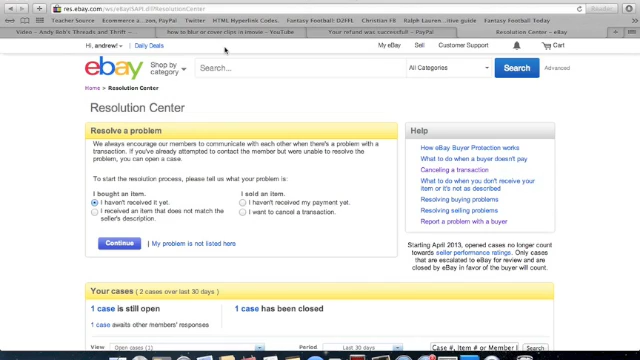 res.ebay.com/ws/eBayISAPI.dll?ResolutionCenter
Reader
Teacher Source Ecommerce a...zon, PayPal Twitter HTML Hyperlink Codes. Fantasy Football: DJFFL Christian FR Ralph Lauren /me style Fantasy Football Today
Video – Andy Rob's Threads and Thrift – how to blur or cover clips in imovie – YouTube Your refund was successful! – PayPal Resolution Center – eBay
Hi, andrew! Daily Deals My eBay Sell Customer Support Cart
ebay Shop by category Search... All Categories Search Advanced
Home > Resolution Center
Resolution Center
Resolve a problem
We always encourage our members to communicate with each other when there's a problem with a
transaction. If you've already attempted to contact the member but were unable to resolve the
problem, you can open a case.
To start the resolution process, please tell us what your problem is:
I bought an item. I sold an item.
I haven't received it yet. I haven't received my payment yet.
I received an item that does not match the
seller's description.
I want to cancel a transaction.
Continue | My problem is not listed here
Help
How eBay Buyer Protection works
What to do when a buyer doesn't pay
Canceling a transaction
What to do when you don't receive your
item or it's not as described
Resolving buying problems
Resolving selling problems
Report a problem with a buyer
Starting April 2013, opened cases no longer count
towards seller performance ratings. Only cases
that are escalated to eBay for review and are
closed by eBay in favor of the buyer will count.
Your cases ( 2 cases over last 30 days )
1 case is still open 1 case has been closed
1 case awaits other members' responses
View Open cases (1) Period Last 30 days Case #, Item # or Member I Search